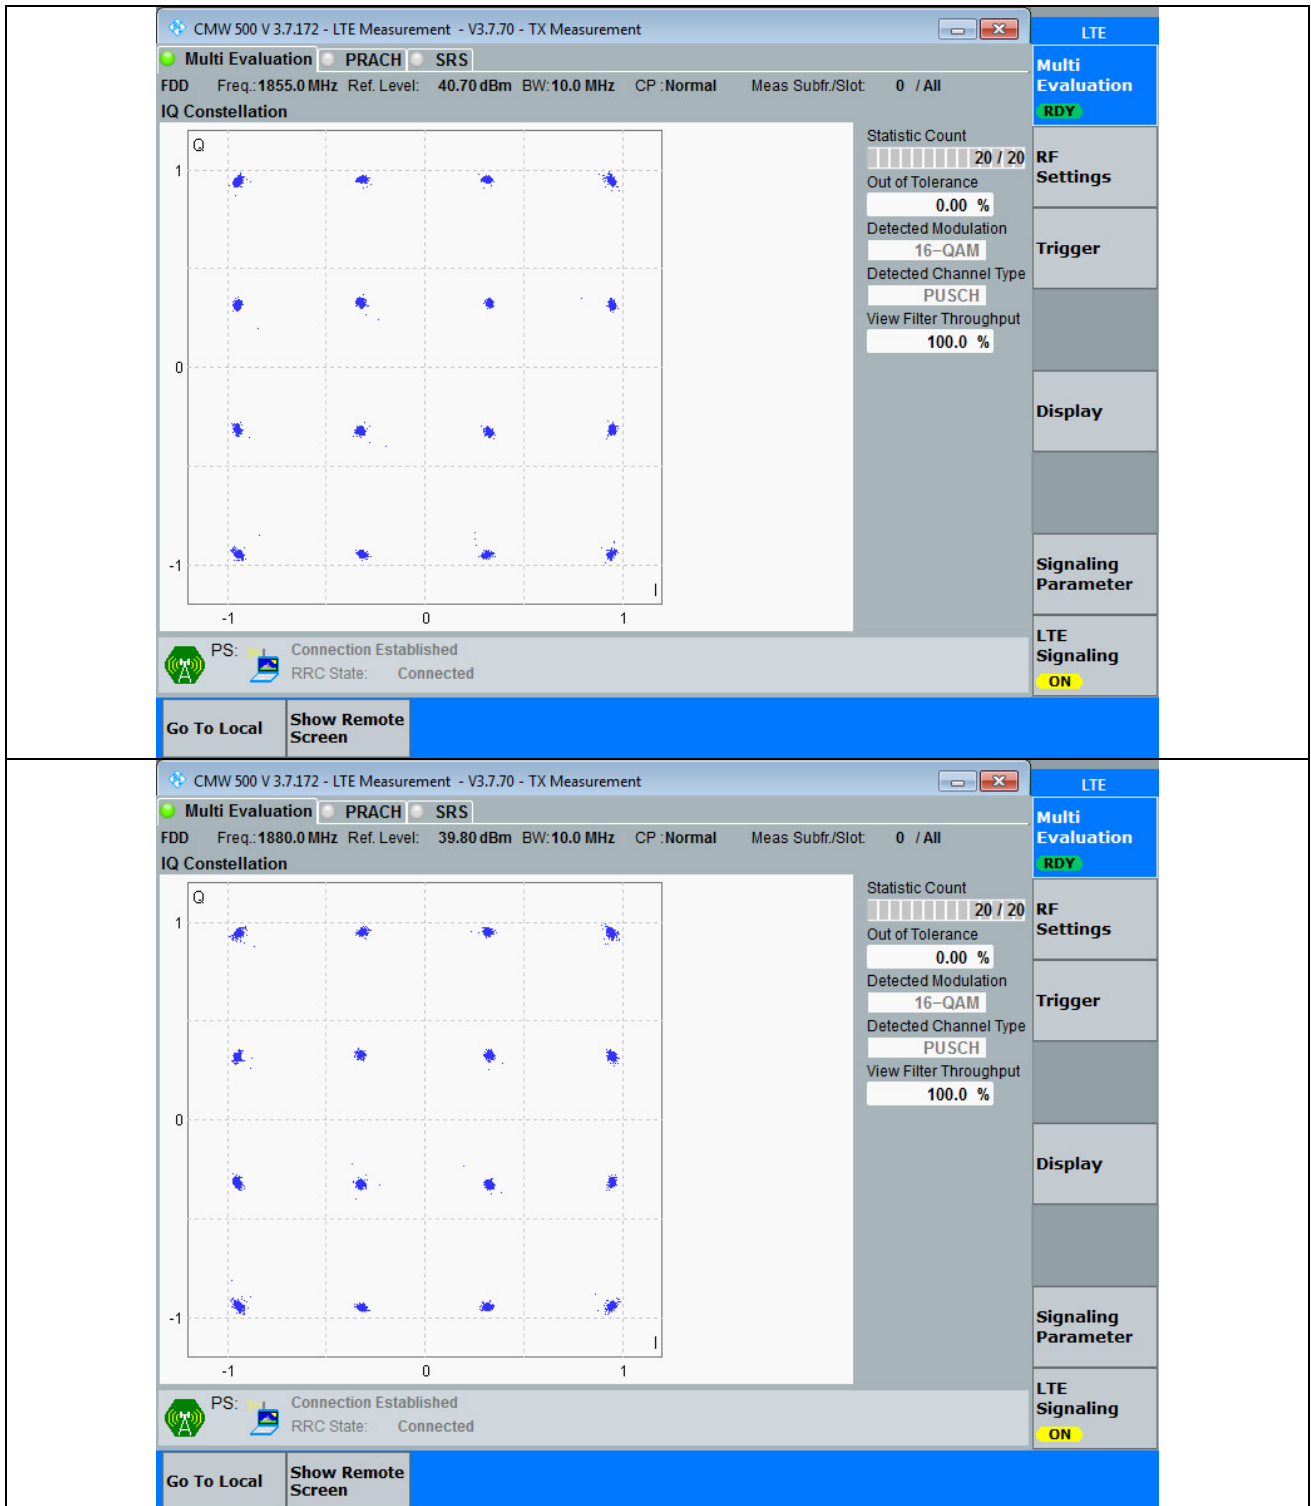 CMW 500 V 3.7.172 - LTE Measurement - V3.7.70 - TX Measurement
LTE
Multi Evaluation PRACH SRS
Multi
Evaluation
RDY
FDD Freq.: 1855.0 MHz Ref. Level: 40.70 dBm BW: 10.0 MHz CP : Normal Meas Subfr./Slot: 0 / All
IQ Constellation
Q
1
0
-1
I
-1 0 1
Statistic Count
20 / 20
Out of Tolerance
0.00 %
Detected Modulation
16-QAM
Detected Channel Type
PUSCH
View Filter Throughput
100.0 %
RF
Settings
Trigger
Display
Signaling
Parameter
LTE
Signaling
ON
PS: Connection Established
RRC State: Connected
Go To Local
Show Remote
Screen
CMW 500 V 3.7.172 - LTE Measurement - V3.7.70 - TX Measurement
LTE
Multi Evaluation PRACH SRS
Multi
Evaluation
RDY
FDD Freq.: 1880.0 MHz Ref. Level: 39.80 dBm BW: 10.0 MHz CP : Normal Meas Subfr./Slot: 0 / All
IQ Constellation
Q
1
0
-1
I
-1 0 1
Statistic Count
20 / 20
Out of Tolerance
0.00 %
Detected Modulation
16-QAM
Detected Channel Type
PUSCH
View Filter Throughput
100.0 %
RF
Settings
Trigger
Display
Signaling
Parameter
LTE
Signaling
ON
PS: Connection Established
RRC State: Connected
Go To Local
Show Remote
Screen